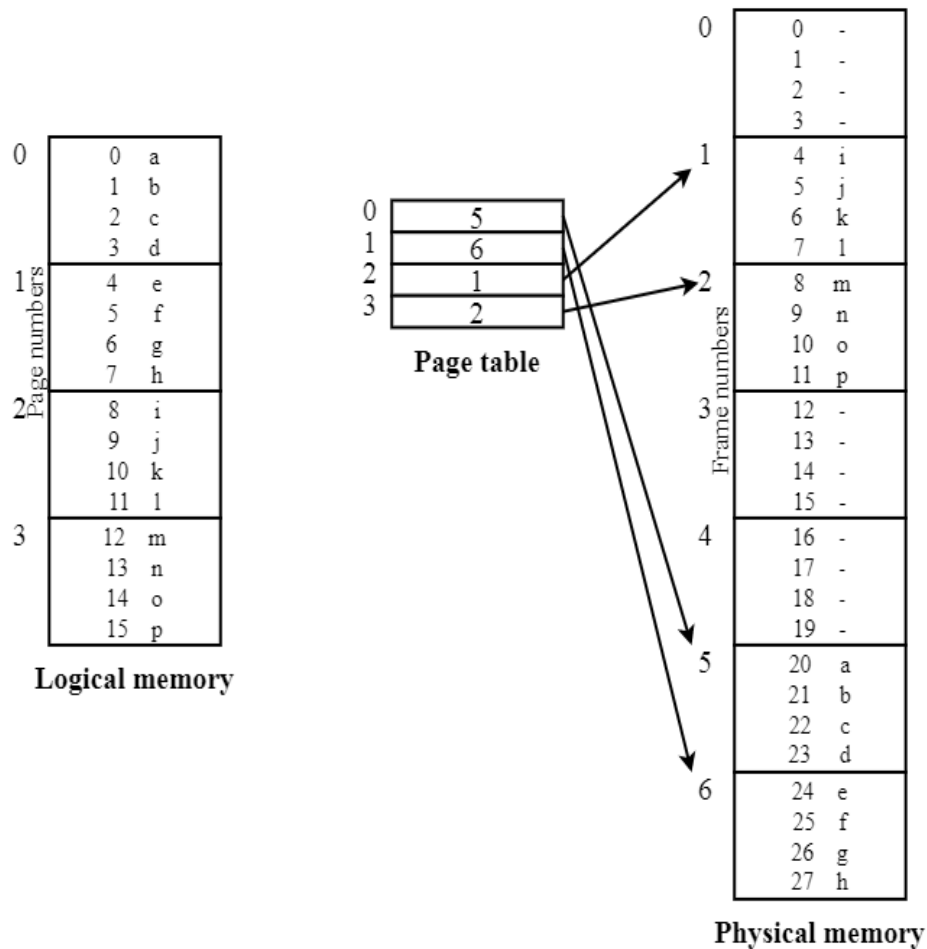 0
0 a
1 b
2 c
3 d
1
4 e
5 f
6 g
7 h
2
8 i
9 j
10 k
11 l
3
12 m
13 n
14 o
15 p
Page numbers
Logical memory
0 5
1 6
2 1
3 2
Page table
0
0 -
1 -
2 -
3 -
1
4 i
5 j
6 k
7 l
2
8 m
9 n
10 o
11 p
3
12 -
13 -
14 -
15 -
4
16 -
17 -
18 -
19 -
5
20 a
21 b
22 c
23 d
6
24 e
25 f
26 g
27 h
Frame numbers
Physical memory